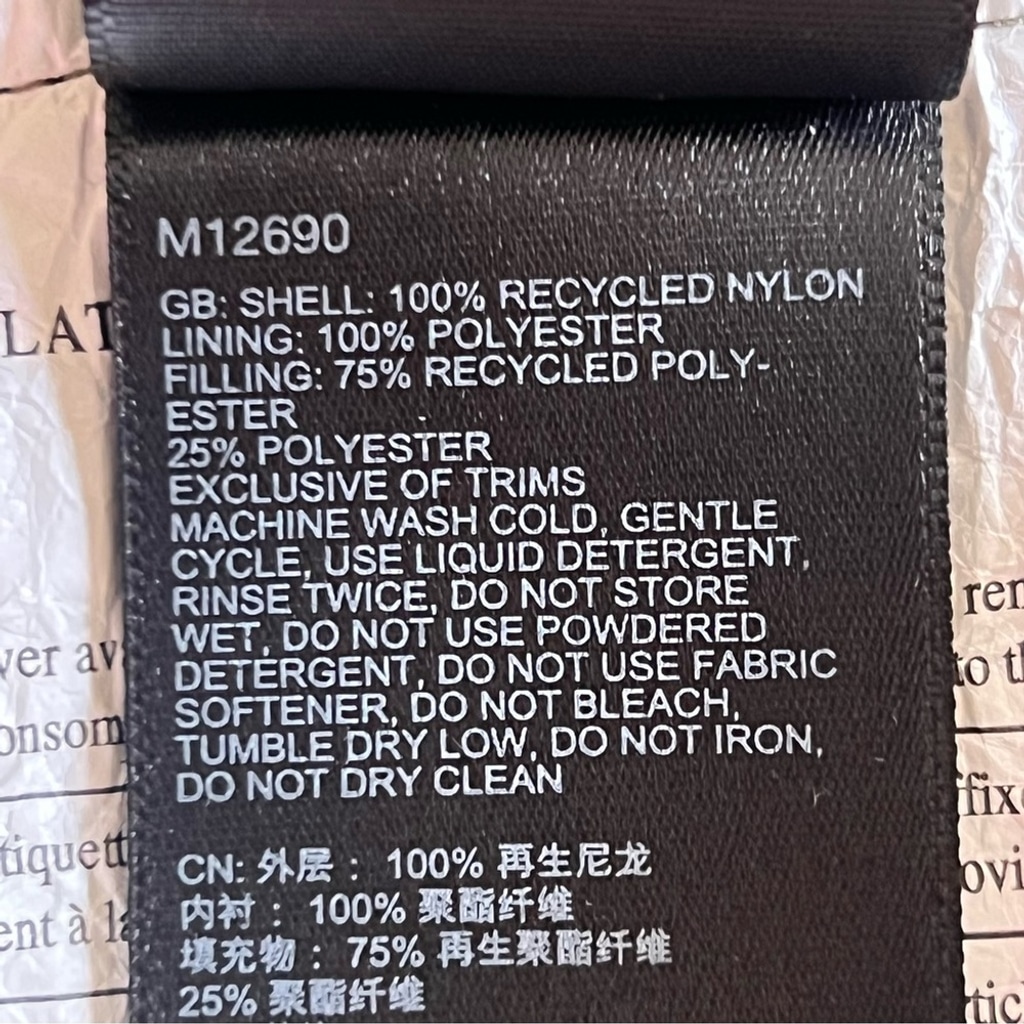 M12690
GB: SHELL: 100% RECYCLED NYLON
LINING: 100% POLYESTER
FILLING: 75% RECYCLED POLY-
ESTER
25% POLYESTER
EXCLUSIVE OF TRIMS
MACHINE WASH COLD, GENTLE
CYCLE, USE LIQUID DETERGENT,
RINSE TWICE, DO NOT STORE
WET, DO NOT USE POWDERED
DETERGENT, DO NOT USE FABRIC
SOFTENER, DO NOT BLEACH,
TUMBLE DRY LOW, DO NOT IRON,
DO NOT DRY CLEAN
CN: 外层： 100% 再生尼龙
内衬： 100% 聚酯纤维
填充物： 75% 再生聚酯纤维
25% 聚酯纤维